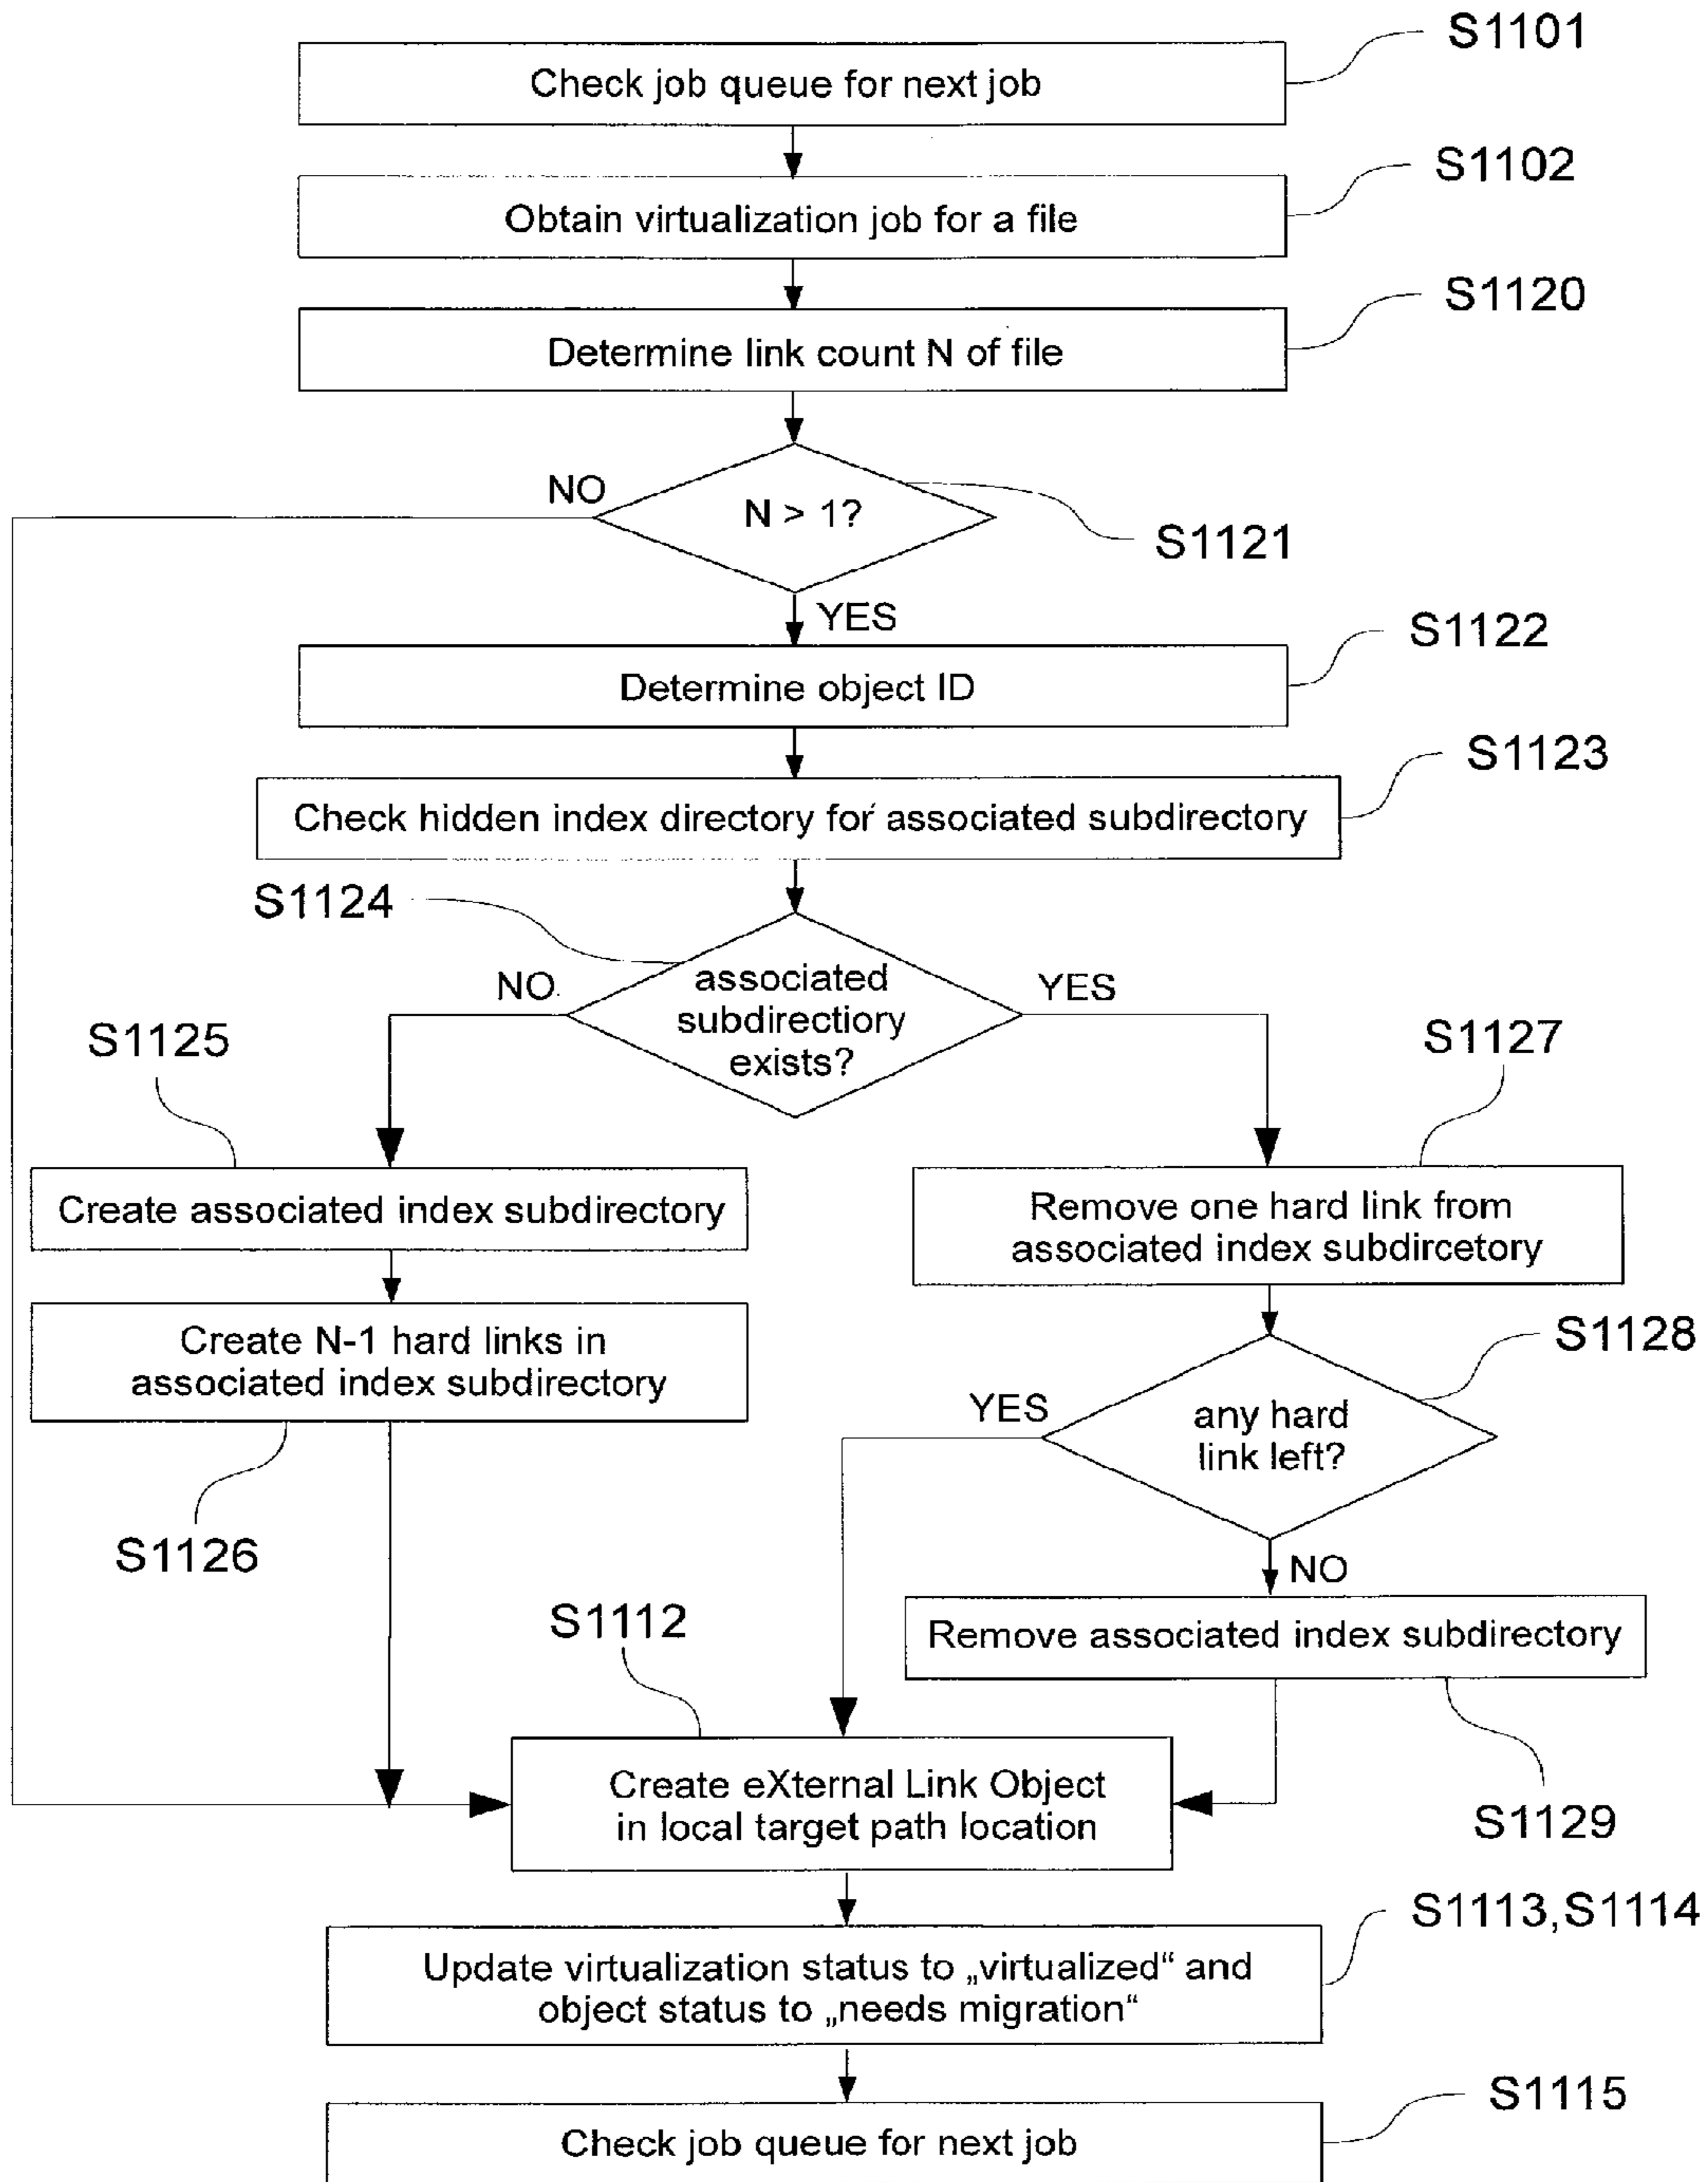 S1101
Check job queue for next job
S1102
Obtain virtualization job for a file
S1120
Determine link count N of file
NO
N > 1?
S1121
YES
S1122
Determine object ID
S1123
Check hidden index directory for associated subdirectory
S1124
NO
associated
subdirectiory
exists?
YES
S1125
S1127
Create associated index subdirectory
Remove one hard link from
associated index subdircetory
Create N-1 hard links in
associated index subdirectory
S1128
YES
any hard
link left?
S1126
NO
S1112
Remove associated index subdirectory
Create eXternal Link Object
in local target path location
S1129
S1113,S1114
Update virtualization status to „virtualized“ and
object status to „needs migration“
S1115
Check job queue for next job